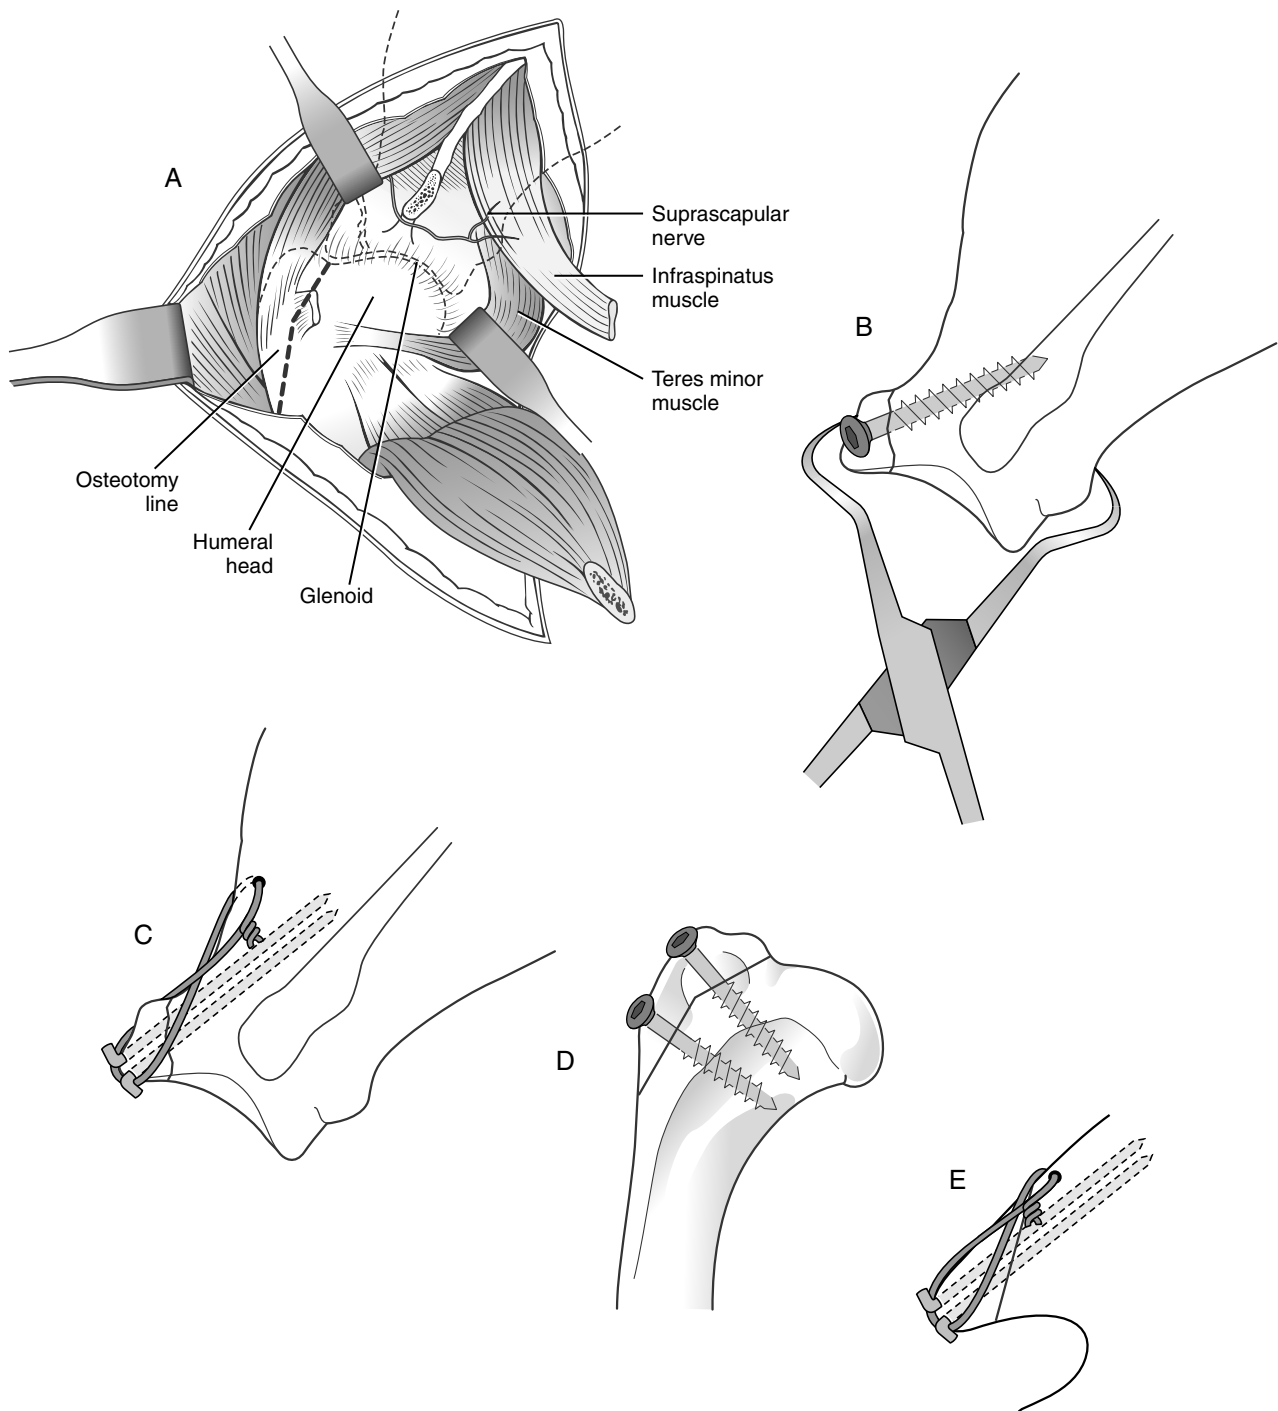 A
Suprascapular
nerve
Infraspinatus
muscle
Teres minor
muscle
Osteotomy
line
Humeral
head
Glenoid
B
C
D
E